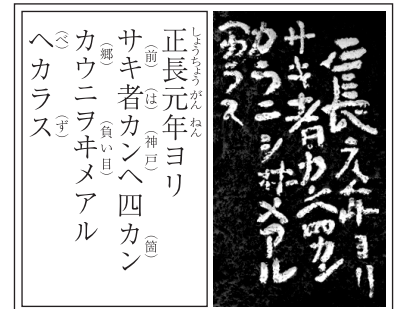 正長元年ヨリ
サキ者カンヘ四カン
カウニヲヰメアル
ヘカラス
しょうちょうがんねん
正長元年ヨリ
(前)(は)(神戸)(箇)
サキ者カンヘ四カン
(郷)(負い目)
カウニヲヰメアル
(べ)(ず)
ヘカラス